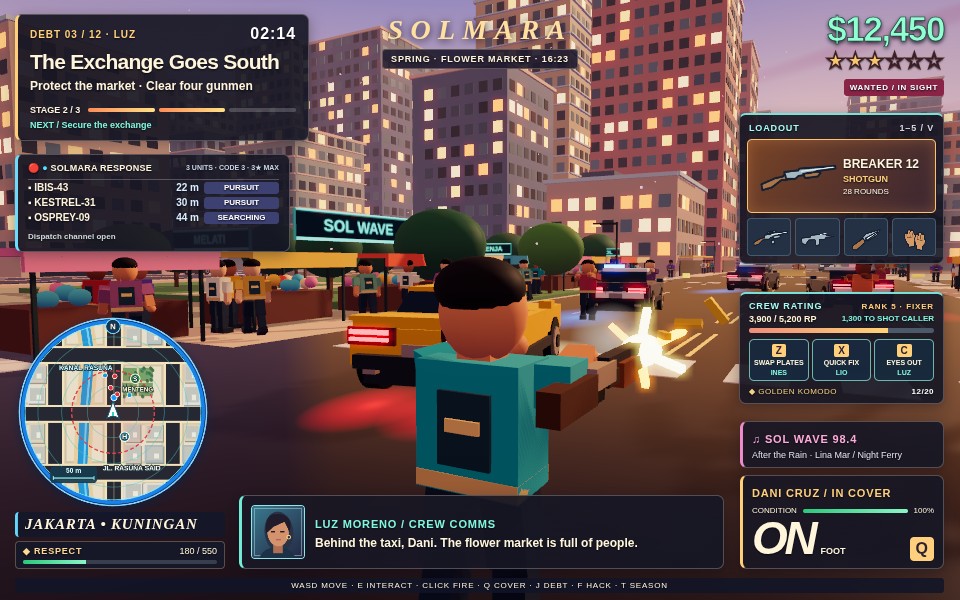 DEBT 03 / 12 · LUZ
02:14
The Exchange Goes South
Protect the market · Clear four gunmen
STAGE 2 / 3
NEXT / Secure the exchange
SOLMARA RESPONSE
3 UNITS · CODE 3 · 3★ MAX
• IBIS-43 22 m PURSUIT
• KESTREL-31 30 m PURSUIT
• OSPREY-09 44 m SEARCHING
Dispatch channel open
SOLMARA
SPRING · FLOWER MARKET · 16:23
$12,450
WANTED / IN SIGHT
LOADOUT 1–5 / V
BREAKER 12
SHOTGUN
28 ROUNDS
MELATI
SOL WAVE
ENJA
CREW RATING RANK 5 · FIXER
3,900 / 5,200 RP 1,300 TO SHOT CALLER
Z X C
SWAP PLATES QUICK FIX EYES OUT
INES LIO LUZ
◆ GOLDEN KOMODO 12/20
♫ SOL WAVE 98.4
After the Rain · Lina Mar / Night Ferry
DANI CRUZ / IN COVER
CONDITION 100%
ON FOOT
Q
N
KANAL RASUNA
S
MENTENG
H
50 m
JL. RASUNA SAID
JAKARTA • KUNINGAN
◆ RESPECT 180 / 550
LUZ MORENO / CREW COMMS
Behind the taxi, Dani. The flower market is full of people.
WASD MOVE · E INTERACT · CLICK FIRE · Q COVER · J DEBT · F HACK · T SEASON